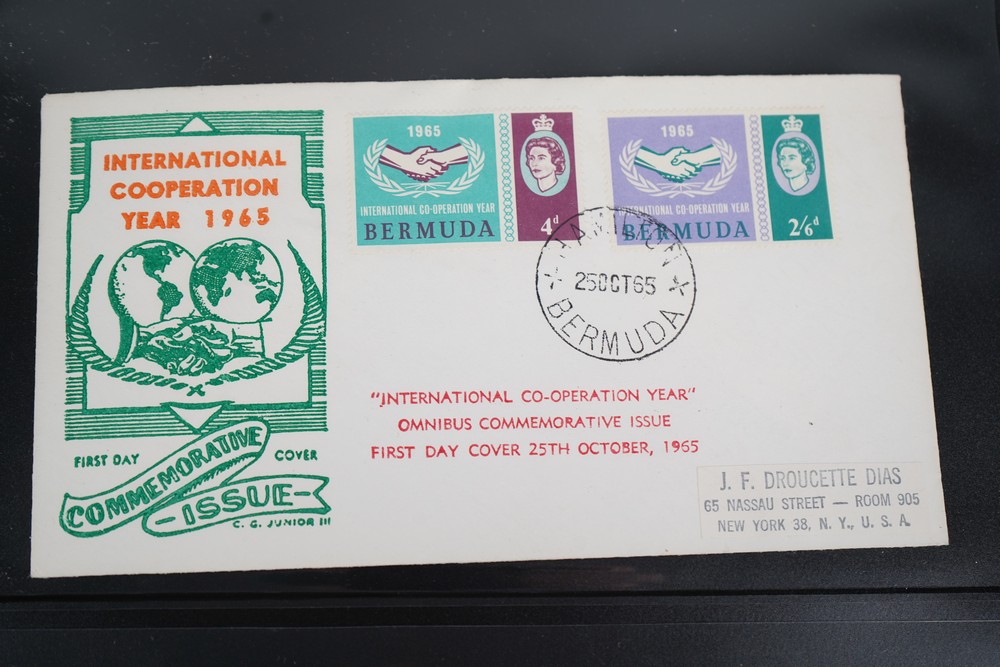 INTERNATIONAL
COOPERATION
YEAR 1965
FIRST DAY COVER
COMMEMORATIVE
-ISSUE-
C. G. JUNIOR III
1965
INTERNATIONAL CO-OPERATION YEAR
BERMUDA
4d
1965
INTERNATIONAL CO-OPERATION YEAR
BERMUDA
2/6d
HAMILTON
25OCT65
BERMUDA
"INTERNATIONAL CO-OPERATION YEAR"
OMNIBUS COMMEMORATIVE ISSUE
FIRST DAY COVER 25TH OCTOBER, 1965
J. F. DROUCETTE DIAS
65 NASSAU STREET — ROOM 905
NEW YORK 38, N. Y., U. S. A.